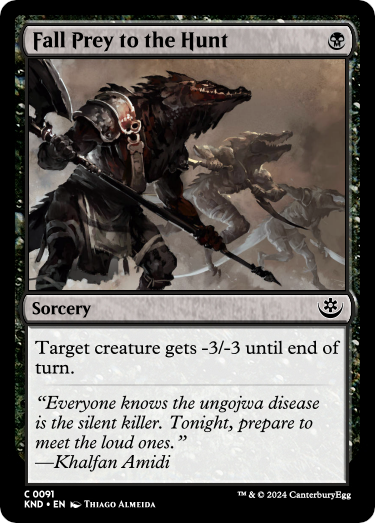 Fall Prey to the Hunt
Sorcery
Target creature gets -3/-3 until end of
turn.
“Everyone knows the ungojwa disease
is the silent killer. Tonight, prepare to
meet the loud ones.”
—Khalfan Amidi
C 0091
KND • EN Thiago Almeida
™ & © 2024 CanterburyEgg